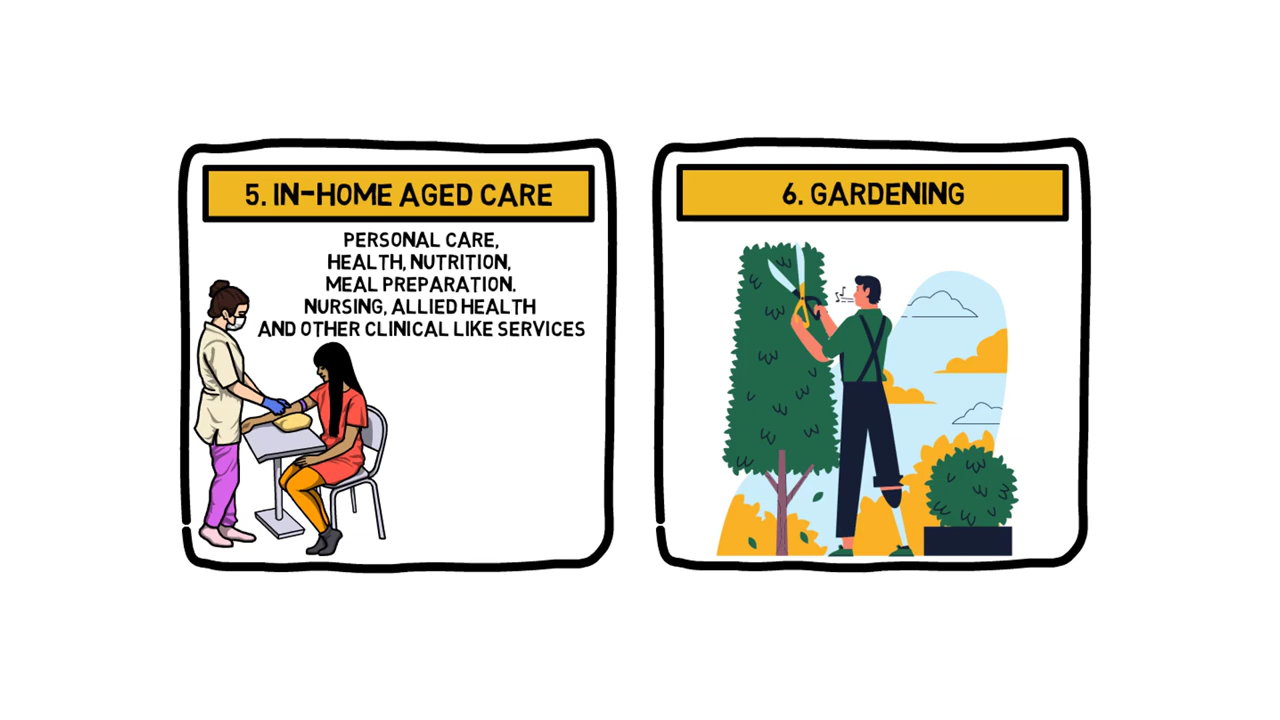 5. IN-HOME AGED CARE
PERSONAL CARE,
HEALTH, NUTRITION,
MEAL PREPARATION.
NURSING, ALLIED HEALTH
AND OTHER CLINICAL LIKE SERVICES
6. GARDENING